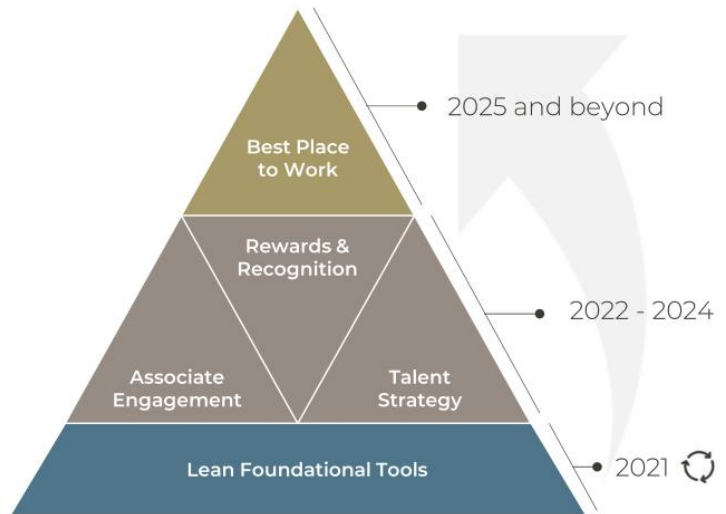 2025 and beyond
Best Place
to Work
Rewards &
Recognition
2022 - 2024
Associate
Engagement
Talent
Strategy
Lean Foundational Tools
2021